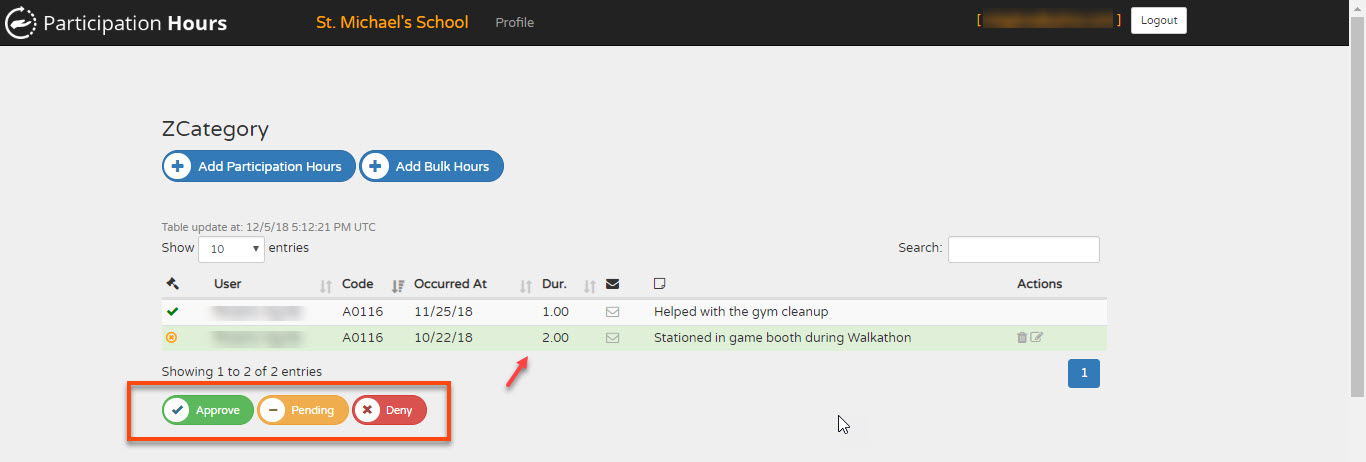 Participation Hours St. Michael's School Profile [ ] Logout
ZCategory
Add Participation Hours Add Bulk Hours
Table update at: 12/5/18 5:12:21 PM UTC
Show 10 entries Search:
User Code Occurred At Dur. Actions
A0116 11/25/18 1.00 Helped with the gym cleanup
A0116 10/22/18 2.00 Stationed in game booth during Walkathon
Showing 1 to 2 of 2 entries 1
Approve Pending Deny